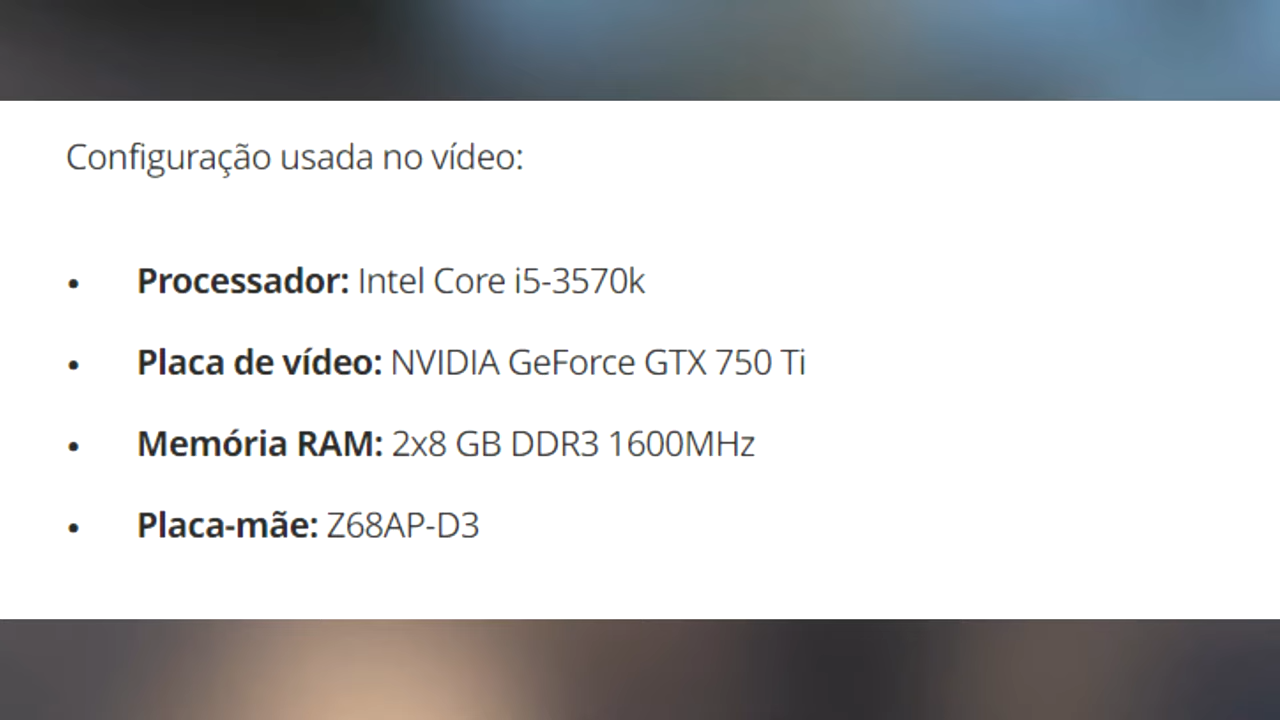 Configuração usada no vídeo:
• Processador: Intel Core i5-3570k
• Placa de vídeo: NVIDIA GeForce GTX 750 Ti
• Memória RAM: 2x8 GB DDR3 1600MHz
• Placa-mãe: Z68AP-D3